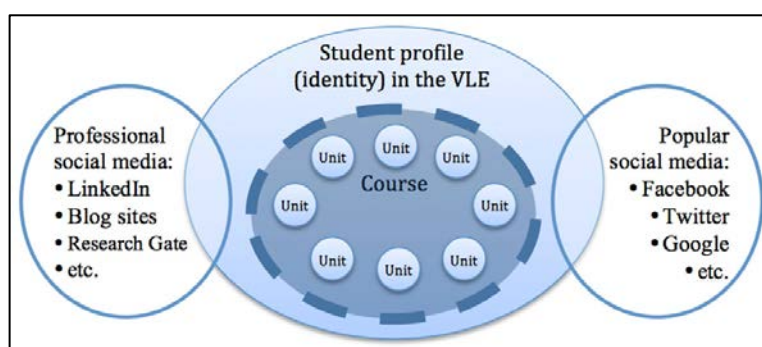 Student profile
(identity) in the VLE
Professional
social media:
• LinkedIn
• Blog sites
• Research Gate
• etc.
Unit
Unit
Unit
Unit
Course
Unit
Unit
Unit
Unit
Unit
Popular
social media:
• Facebook
• Twitter
• Google
• etc.